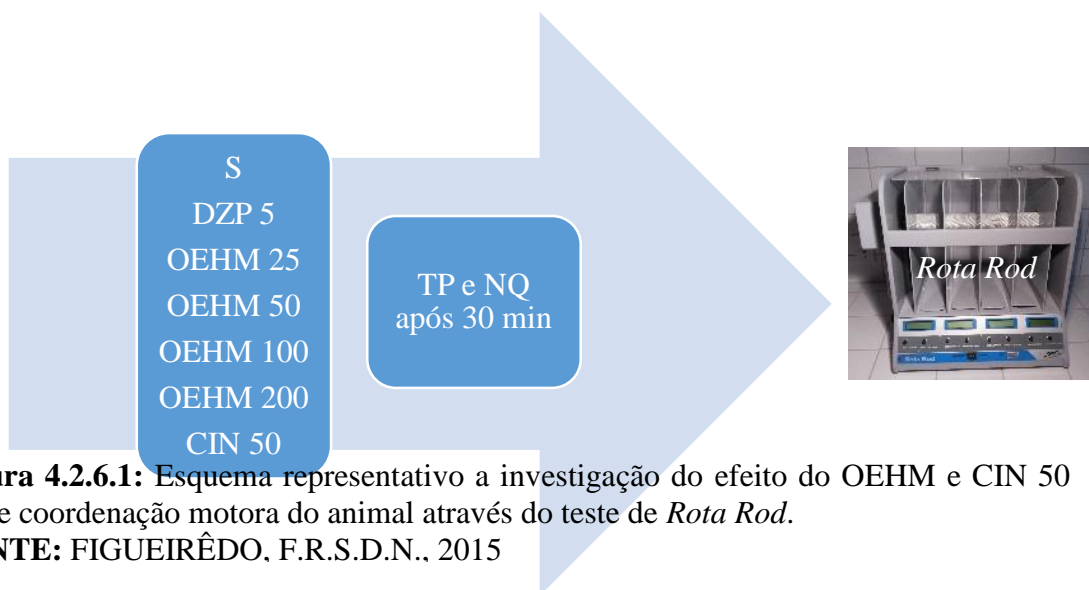 S
DZP 5
OEHM 25
OEHM 50
OEHM 100
OEHM 200
CIN 50
TP e NQ
após 30 min
Rota Rod
ura 4.2.6.1: Esquema representativo a investigação do efeito do OEHM e CIN 50
e coordenação motora do animal através do teste de Rota Rod.
NTE: FIGUEIRÊDO, F.R.S.D.N., 2015